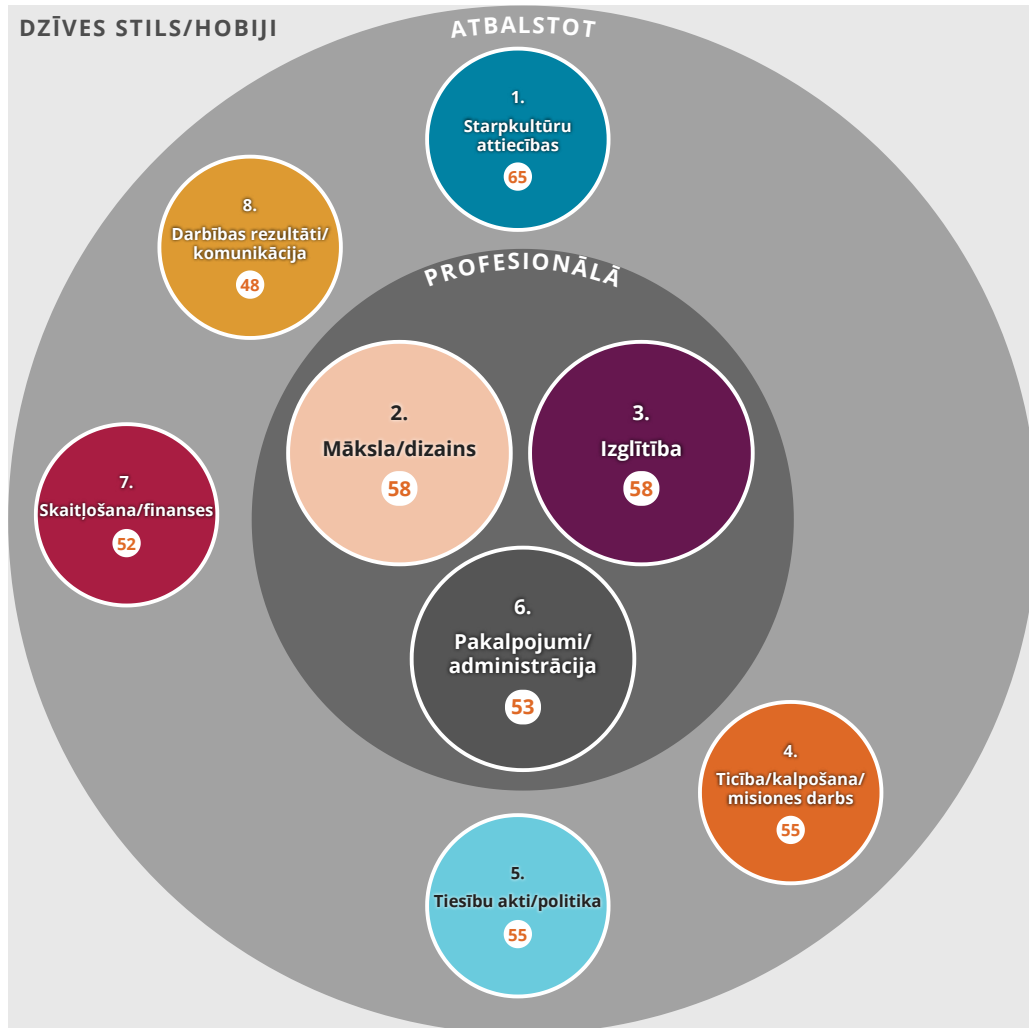 DZĪVES STILS/HOBIJI
ATBALSTOT
1.
Starpkultūru
attiecības
65
8.
Darbības rezultāti/
komunikācija
48
PROFESIONĀLĀ
2.
Māksla/dizains
58
3.
Izglītība
58
7.
Skaitļošana/finanses
52
6.
Pakalpojumi/
administrācija
53
4.
Ticība/kalpošana/
misiones darbs
55
5.
Tiesību akti/politika
55